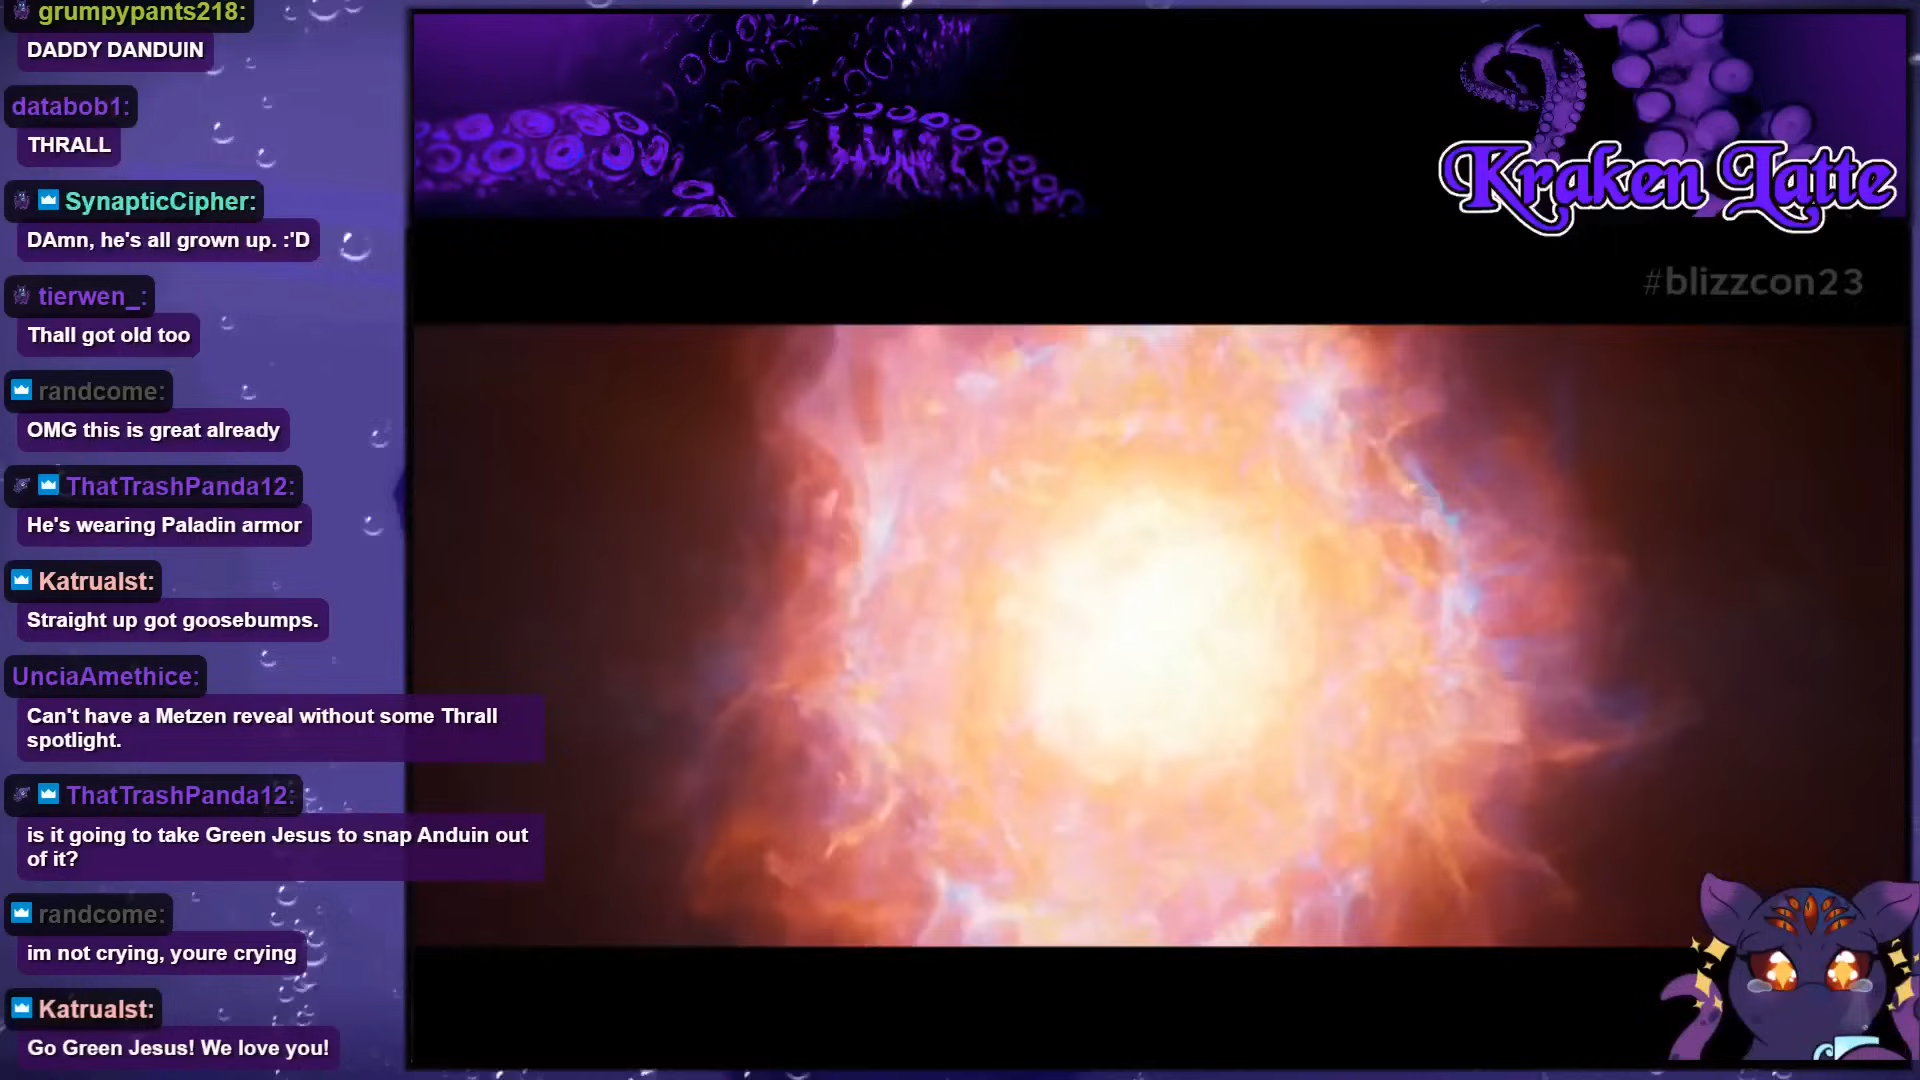 grumpypants218:
DADDY DANDUIN
databob1:
THRALL
SynapticCipher:
DAmn, he's all grown up. :'D
tierwen_:
Thall got old too
randcome:
OMG this is great already
ThatTrashPanda12:
He's wearing Paladin armor
Katrualst:
Straight up got goosebumps.
UnciaAmethice:
Can't have a Metzen reveal without some Thrall
spotlight.
ThatTrashPanda12:
is it going to take Green Jesus to snap Anduin out
of it?
randcome:
im not crying, youre crying
Katrualst:
Go Green Jesus! We love you!
Kraken Latte
#blizzcon23